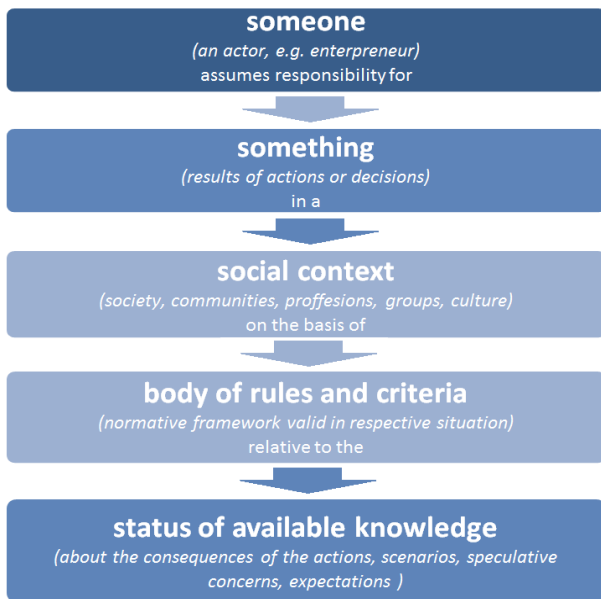 someone
(an actor, e.g. enterpreneur)
assumes responsibility for
something
(results of actions or decisions)
in a
social context
(society, communities, proffesions, groups, culture)
on the basis of
body of rules and criteria
(normative framework valid in respective situation)
relative to the
status of available knowledge
(about the consequences of the actions, scenarios, speculative
concerns, expectations )